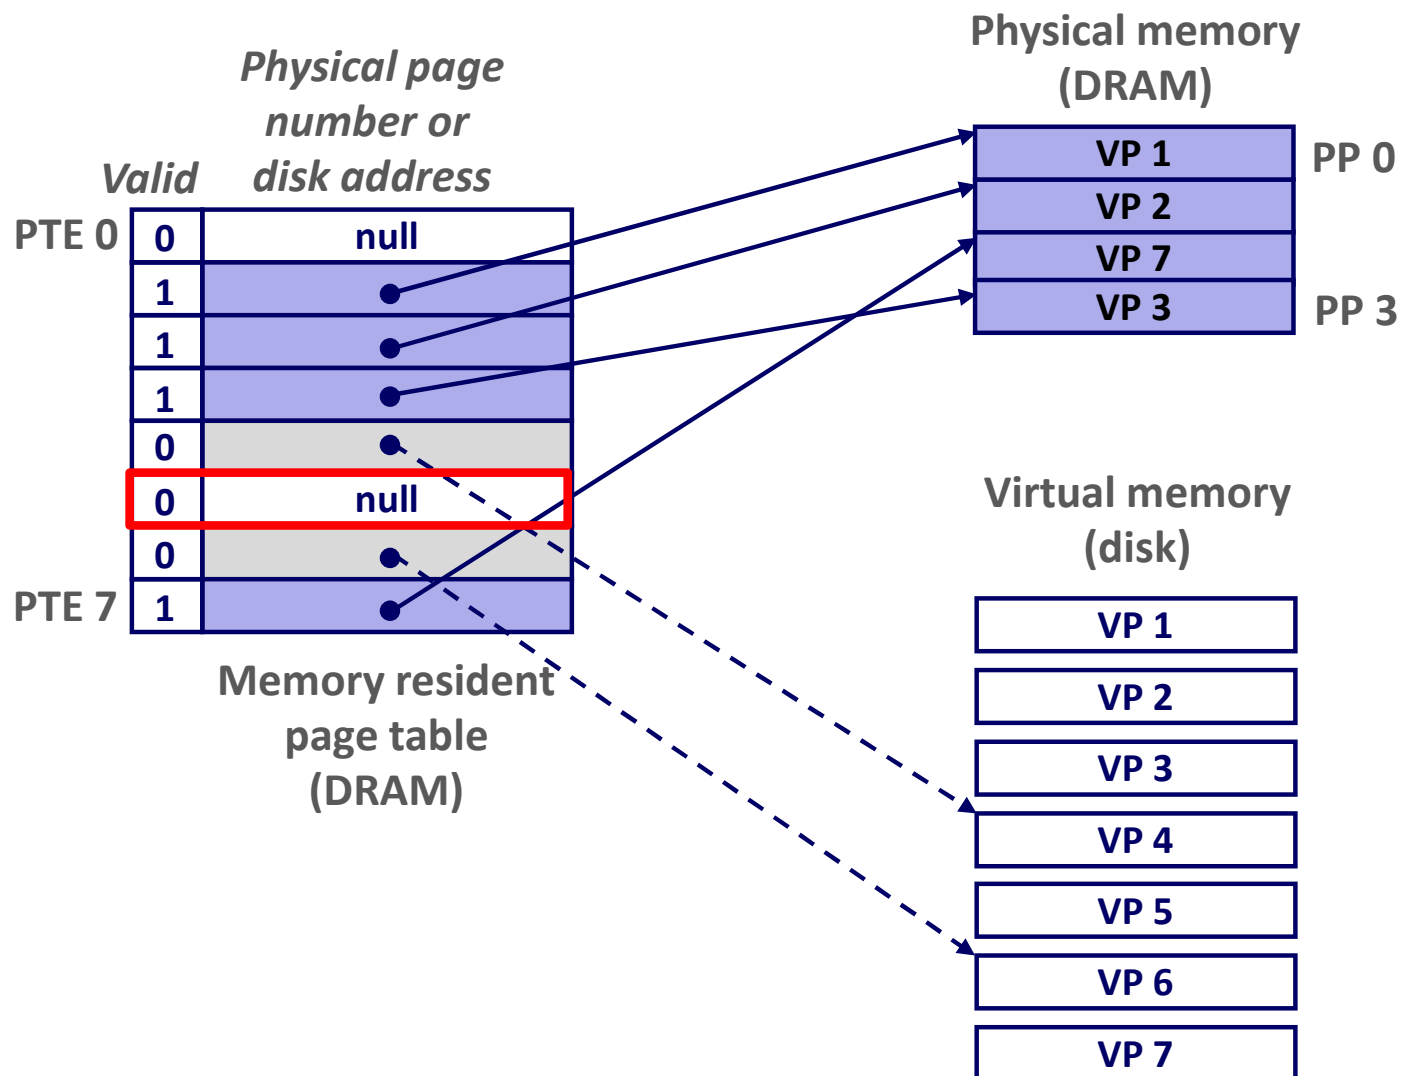 Physical page
number or
disk address
Valid
PTE 0
0
null
1
1
1
0
0
null
0
PTE 7
1
Memory resident
page table
(DRAM)
Physical memory
(DRAM)
VP 1
PP 0
VP 2
VP 7
VP 3
PP 3
Virtual memory
(disk)
VP 1
VP 2
VP 3
VP 4
VP 5
VP 6
VP 7